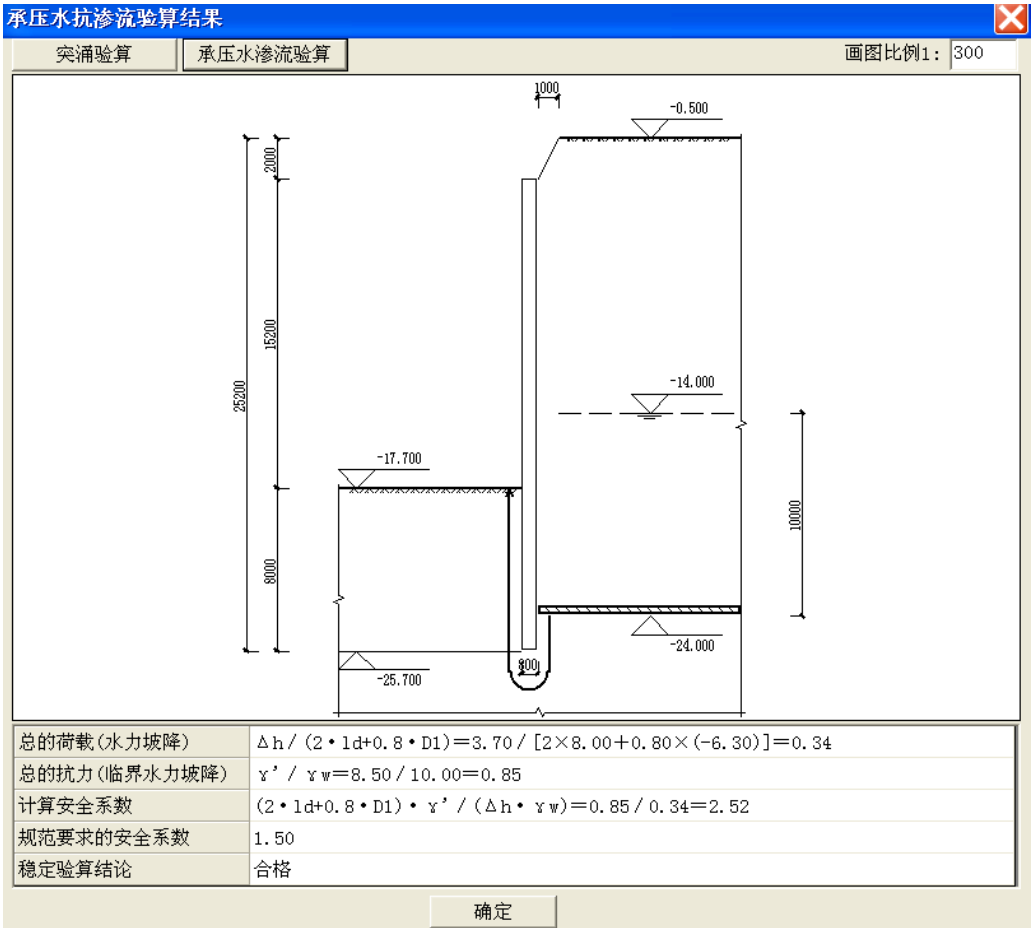 承压水抗渗流验算结果
突涌验算 承压水渗流验算 画图比例1: 300
1000
-0.500
2000
15200
25200
-14.000
-17.700
10000
8000
-24.000
800
-25.700
总的荷载(水力坡降) Δh/(2•ld+0.8•D1)=3.70/[2×8.00+0.80×(-6.30)]=0.34
总的抗力(临界水力坡降) γ'/γw=8.50/10.00=0.85
计算安全系数 (2•ld+0.8•D1)•γ'/(Δh•γw)=0.85/0.34=2.52
规范要求的安全系数 1.50
稳定验算结论 合格
确定